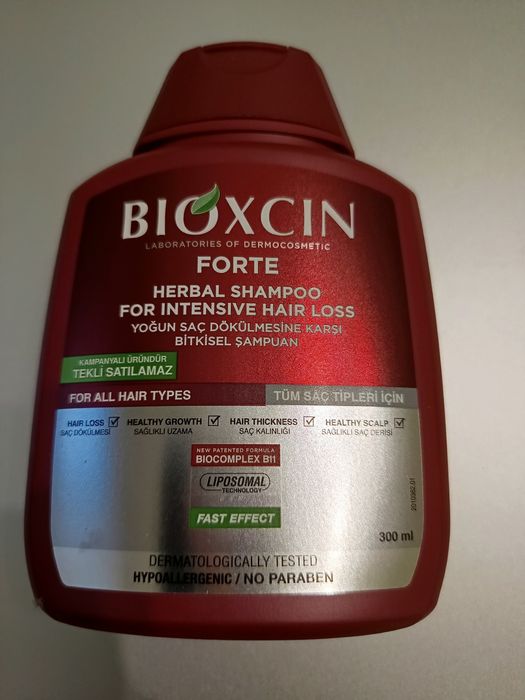 BIOXCIN
LABORATORIES OF DERMOCOSMETIC
FORTE
HERBAL SHAMPOO
FOR INTENSIVE HAIR LOSS
YOĞUN SAÇ DÖKÜLMESİNE KARŞI
BİTKİSEL ŞAMPUAN
KAMPANYALI ÜRÜNDÜR
TEKLİ SATILAMAZ
FOR ALL HAIR TYPES
TÜM SAÇ TİPLERİ İÇİN
HAIR LOSS
SAÇ DÖKÜLMESİ
HEALTHY GROWTH
SAĞLIKLI UZAMA
HAIR THICKNESS
SAÇ KALINLIĞI
HEALTHY SCALP
SAĞLIKLI SAÇ DERİSİ
NEW PATENTED FORMULA
BIOCOMPLEX B11
LIPOSOMAL
TECHNOLOGY
FAST EFFECT
2010962.01
300 ml
DERMATOLOGICALLY TESTED
HYPOALLERGENIC / NO PARABEN